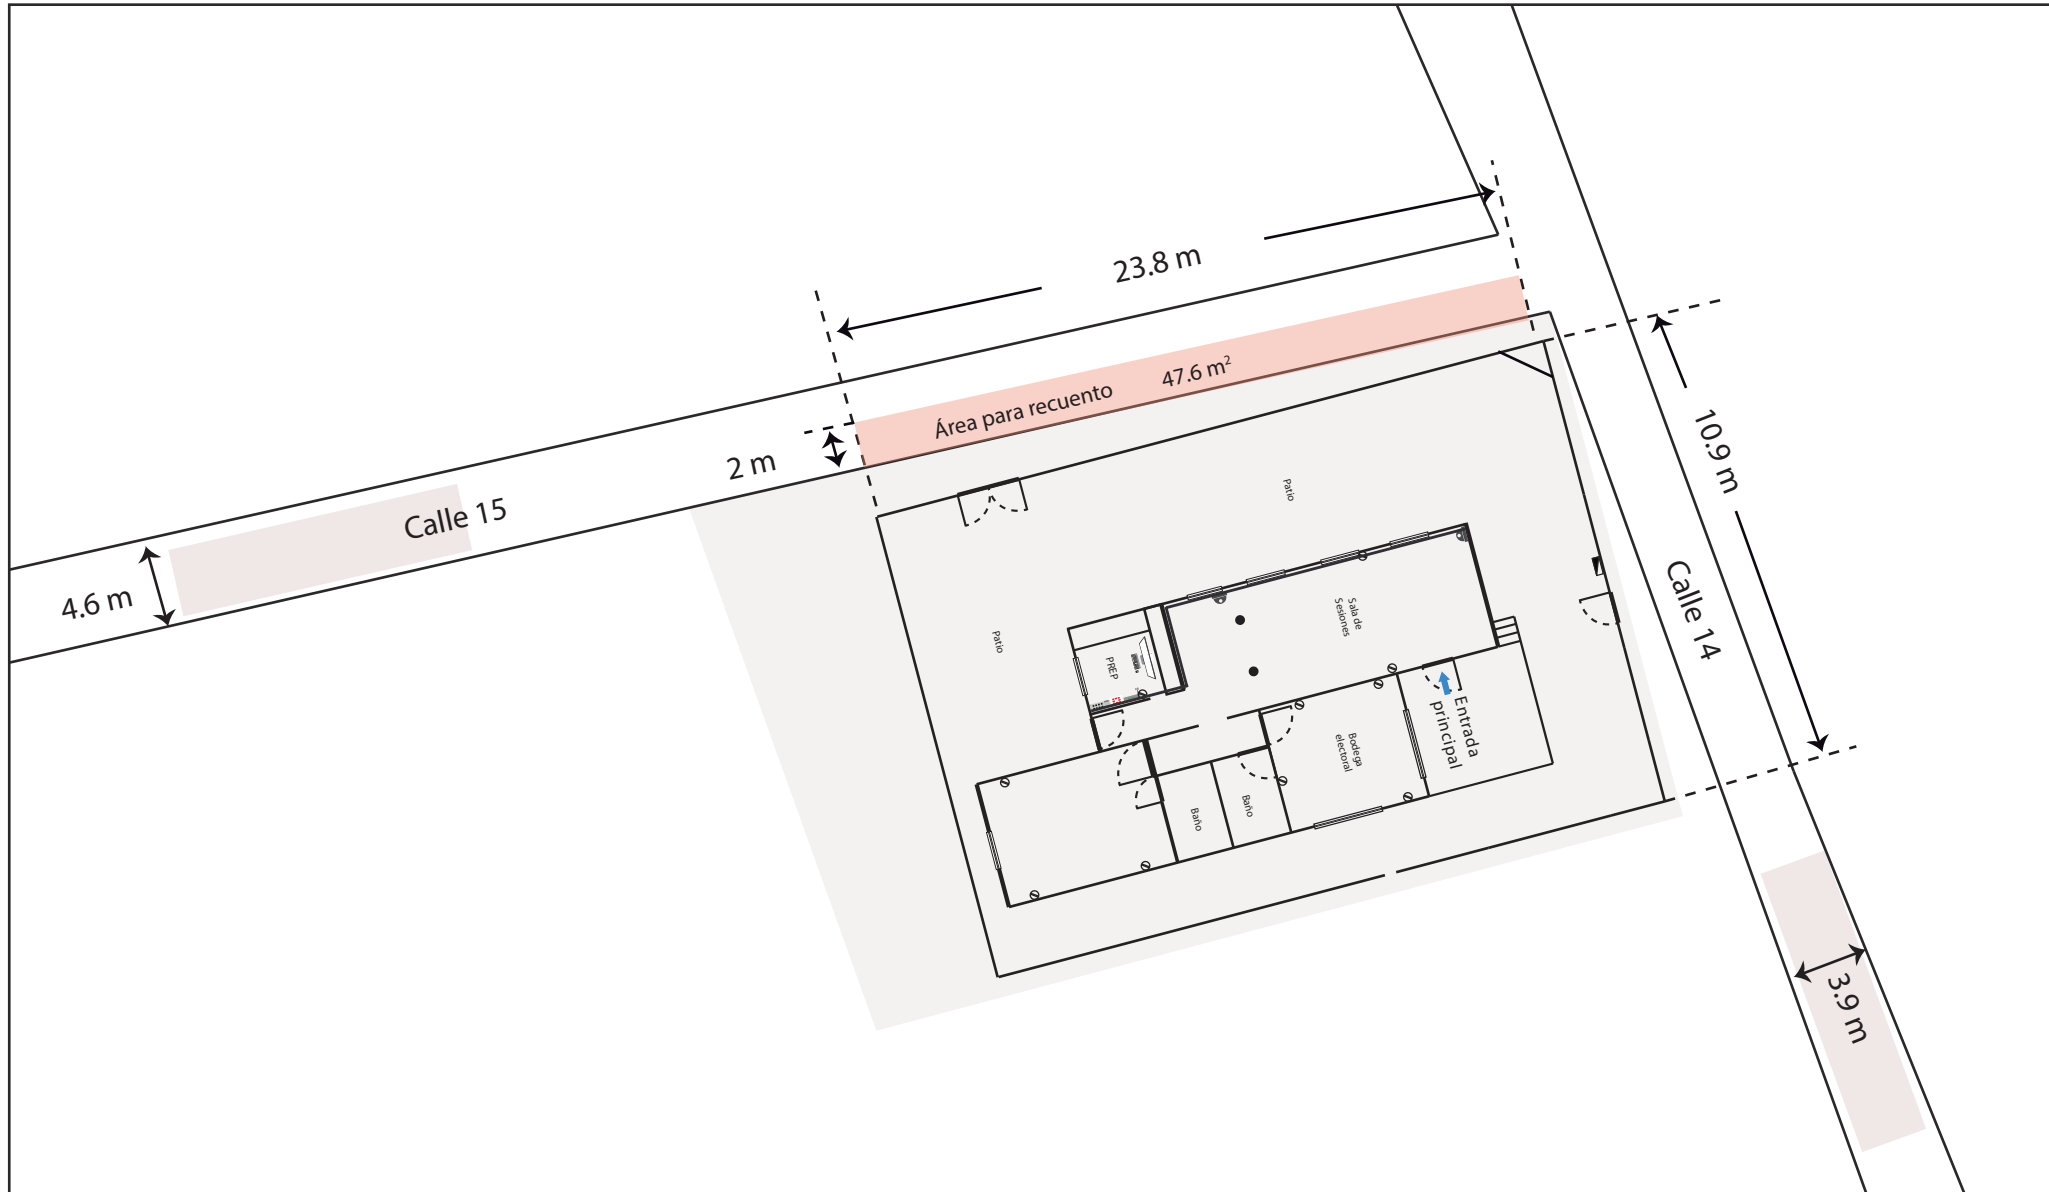 23.8 m
47.6 m²
Área para recuento
2 m
Calle 15
4.6 m
10.9 m
Patio
Calle 14
Sala de
Sesiones
Patio
PREP
Entrada
principal
Bodega
electoral
Baño
Baño
3.9 m